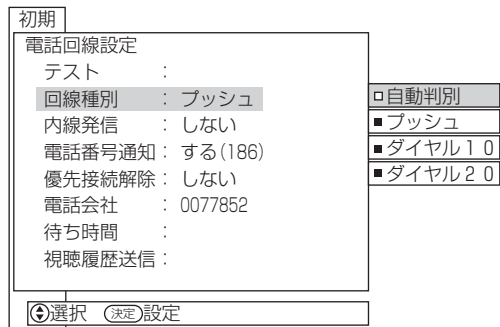 初期
電話回線設定
テスト　　　：
回線種別　　：プッシュ
内線発信　　：しない
電話番号通知：する(186)
優先接続解除：しない
電話会社　　：0077852
待ち時間　　：
視聴履歴送信：
□自動判別
■プッシュ
■ダイヤル１０
■ダイヤル２０
選択　決定 設定